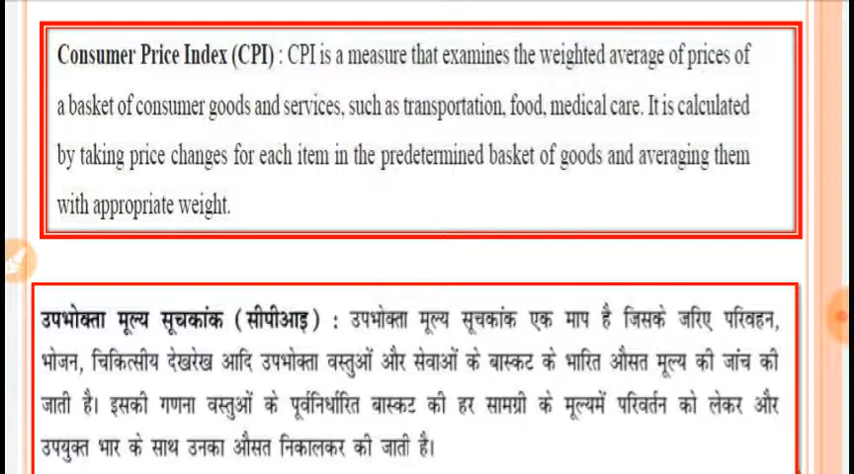 Consumer Price Index (CPI) : CPI is a measure that examines the weighted average of prices of
a basket of consumer goods and services, such as transportation, food, medical care. It is calculated
by taking price changes for each item in the predetermined basket of goods and averaging them
with appropriate weight.
उपभोक्ता मूल्य सूचकांक (सीपीआइ) : उपभोक्ता मूल्य सूचकांक एक माप है जिसके जरिए परिवहन,
भोजन, चिकित्सीय देखरेख आदि उपभोक्ता वस्तुओं और सेवाओं के बास्कट के भारित औसत मूल्य की जांच की
जाती है। इसकी गणना वस्तुओं के पूर्वनिर्धारित बास्कट की हर सामग्री के मूल्यमें परिवर्तन को लेकर और
उपयुक्त भार के साथ उनका औसत निकालकर की जाती है।